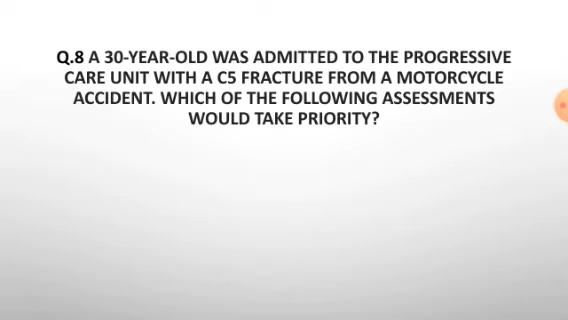 Q.8 A 30-YEAR-OLD WAS ADMITTED TO THE PROGRESSIVE
CARE UNIT WITH A C5 FRACTURE FROM A MOTORCYCLE
ACCIDENT. WHICH OF THE FOLLOWING ASSESSMENTS
WOULD TAKE PRIORITY?